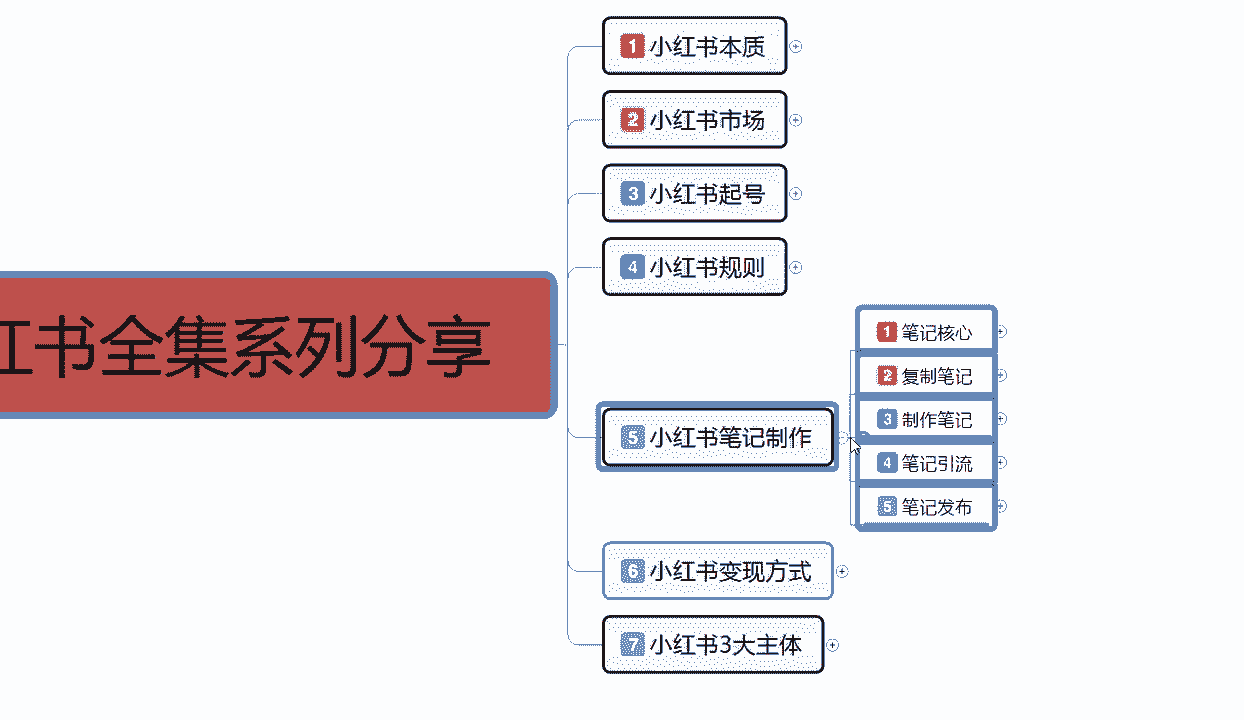 1 小红书本质
2 小红书市场
3 小红书起号
4 小红书规则
红书全集系列分享
5 小红书笔记制作
1 笔记核心
2 复制笔记
3 制作笔记
4 笔记引流
5 笔记发布
6 小红书变现方式
7 小红书3大主体